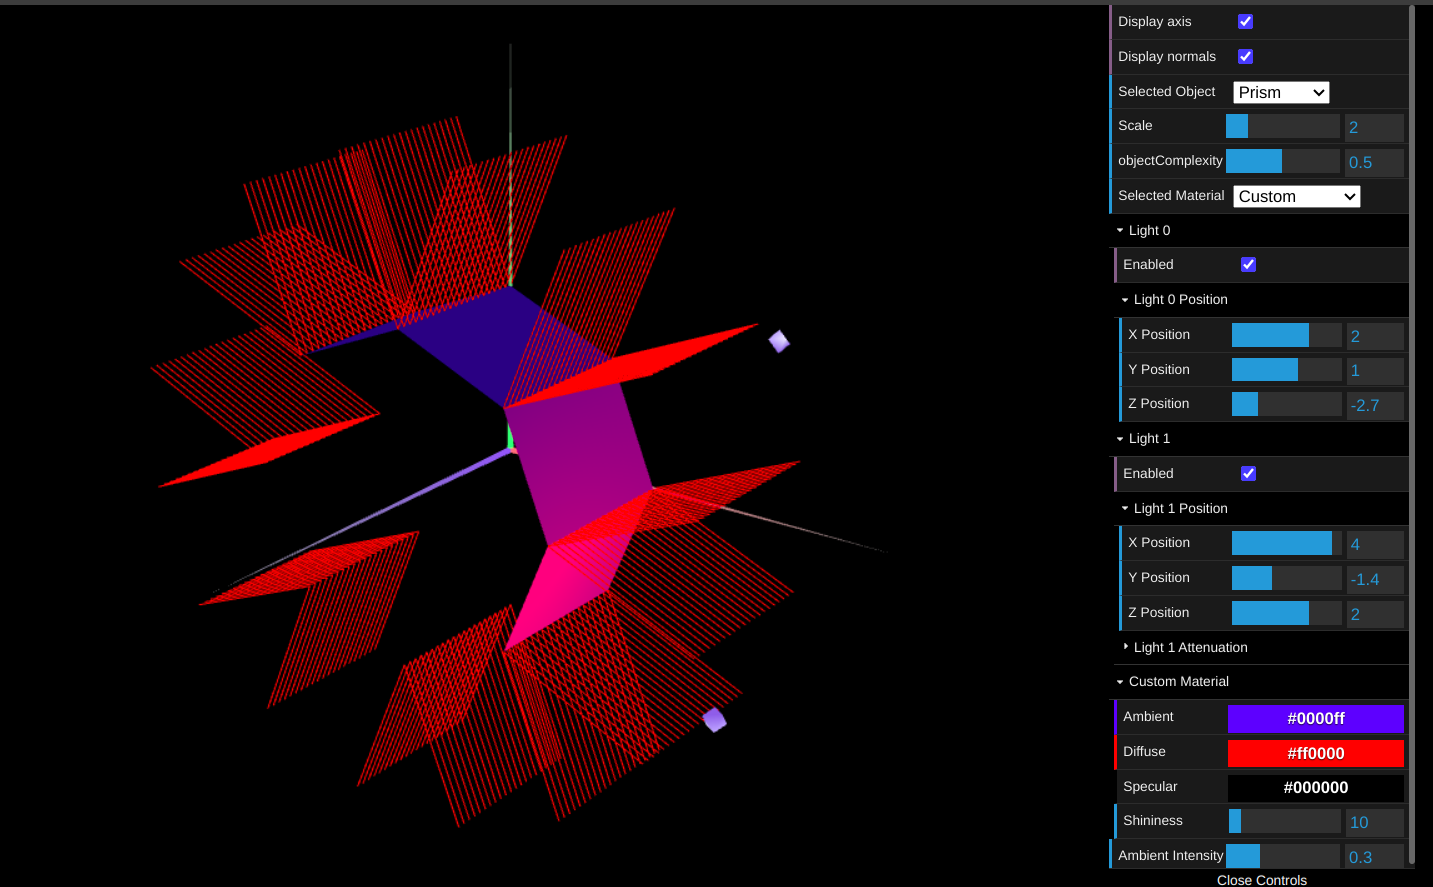 Display axis
Display normals
Selected Object Prism
Scale 2
objectComplexity 0.5
Selected Material Custom
Light 0
Enabled
Light 0 Position
X Position 2
Y Position 1
Z Position -2.7
Light 1
Enabled
Light 1 Position
X Position 4
Y Position -1.4
Z Position 2
Light 1 Attenuation
Custom Material
Ambient #0000ff
Diffuse #ff0000
Specular #000000
Shininess 10
Ambient Intensity 0.3
Close Controls